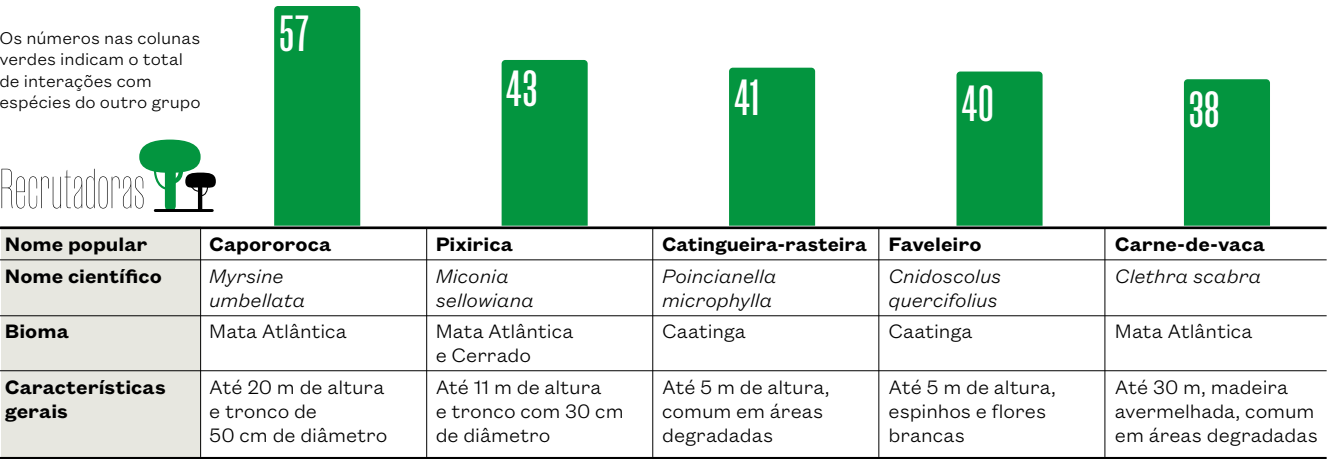 Os números nas colunas
verdes indicam o total
de interações com
espécies do outro grupo
57
43
41
40
38
Recrutadoras
Nome popular
Capororoca
Pixirica
Catingueira-rasteira
Faveleiro
Carne-de-vaca
Nome científico
Myrsine
umbellata
Miconia
sellowiana
Poincianella
microphylla
Cnidoscolus
quercifolius
Clethra scabra
Bioma
Mata Atlântica
Mata Atlântica
e Cerrado
Caatinga
Caatinga
Mata Atlântica
Características
gerais
Até 20 m de altura
e tronco de
50 cm de diâmetro
Até 11 m de altura
e tronco com 30 cm
de diâmetro
Até 5 m de altura,
comum em áreas
degradadas
Até 5 m de altura,
espinhos e flores
brancas
Até 30 m, madeira
avermelhada, comum
em áreas degradadas